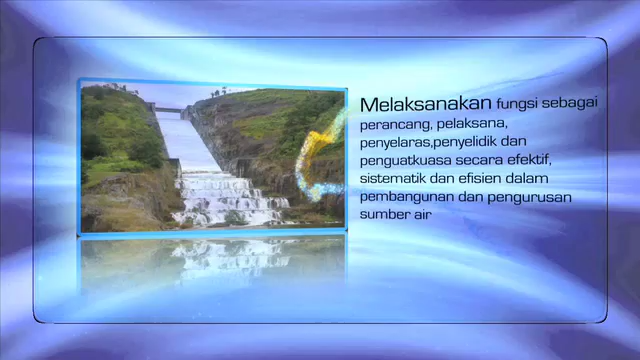 Melaksanakan fungsi sebagai
perancang, pelaksana,
penyelaras,penyelidik dan
penguatkuasa secara efektif,
sistematik dan efisien dalam
pembangunan dan pengurusan
sumber air